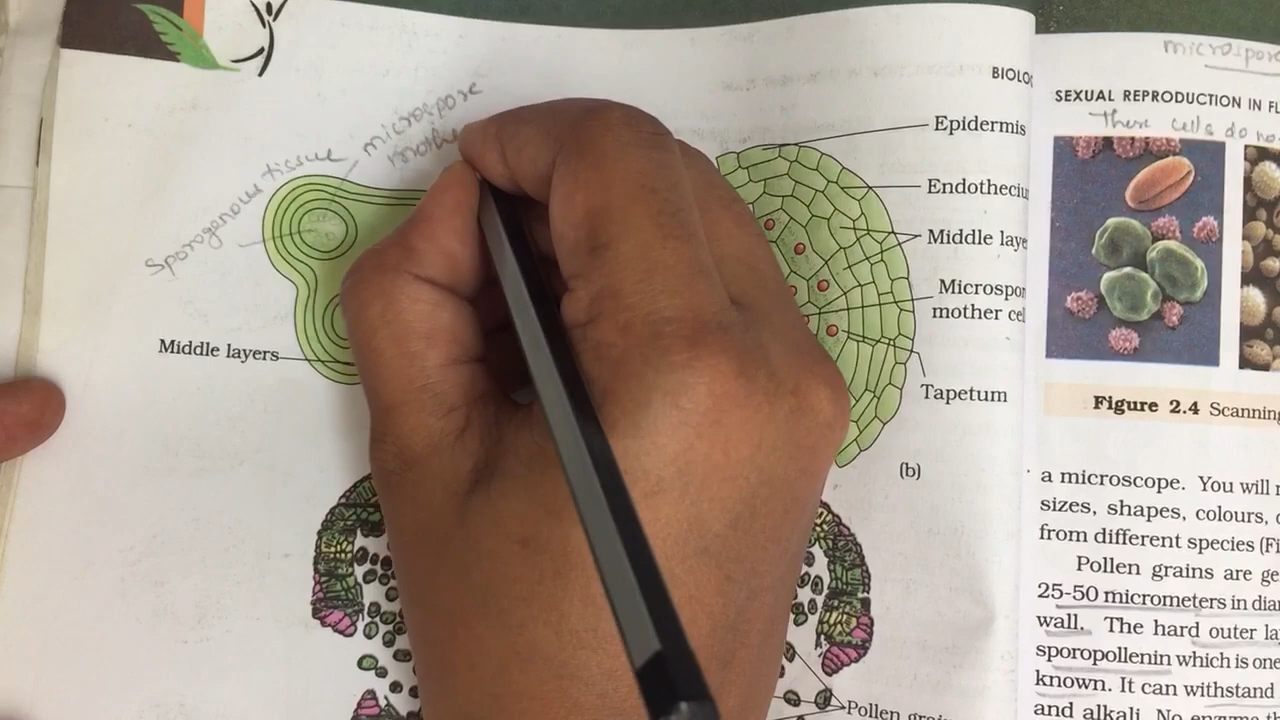 BIOLO
microspore
Sporogenous tissue
Middle layers
Epidermis
Endotheciu
Middle laye
Microspor
mother cel
Tapetum
(b)
Pollen grai
microspore
SEXUAL REPRODUCTION IN FL
These cells do no
Figure 2.4 Scanning
a microscope. You will
sizes, shapes, colours,
from different species (Fi
Pollen grains are ge
25-50 micrometers in dia
wall. The hard outer la
sporopollenin which is one
known. It can withstand
and alkali. No